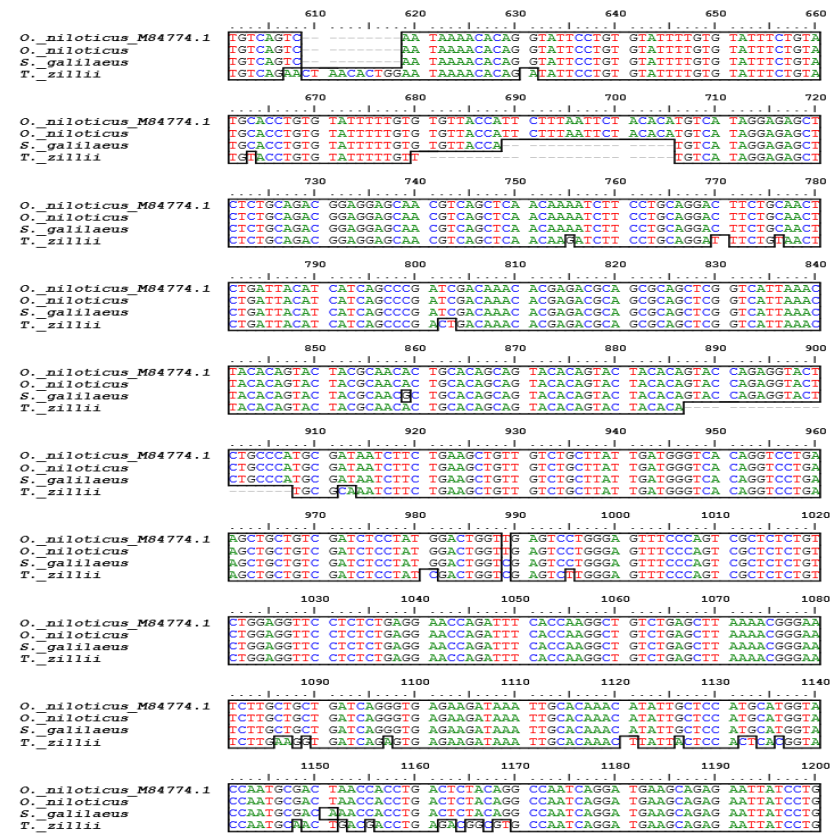 610 620 630 640 650 660
O._niloticus_M84774.1 TGTCAGTC-- --------AA TAAAACACAG GTATTCCTGT GTATTTTGTG TATTTCTGTA
O._niloticus TGTCAGTC-- --------AA TAAAACACAG GTATTCCTGT GTATTTTGTG TATTTCTGTA
S._galilaeus TGTCAGTC-- --------AA TAAAACACAG GTATTCCTGT GTATTTTGTG TATTTCTGTA
T._zillii TGTCAGAACT AACACTGGAA TAAAACACAG ATATTCCTGT GTATTTTGTG TATTTCTGTA
670 680 690 700 710 720
O._niloticus_M84774.1 TGCACCTGTG TATTTTTGTG TGTTACCATT CTTTAATTCT ACACATGTCA TAGGAGAGCT
O._niloticus TGCACCTGTG TATTTTTGTG TGTTACCATT CTTTAATTCT ACACATGTCA TAGGAGAGCT
S._galilaeus TGCACCTGTG TATTTTTGTG TGTTACCA-- ---------- -----TGTCA TAGGAGAGCT
T._zillii TGTACCTGTG TATTTTTGTT ---------- ---------- -----TGTCA TAGGAGAGCT
730 740 750 760 770 780
O._niloticus_M84774.1 CTCTGCAGAC GGAGGAGCAA CGTCAGCTCA ACAAAATCTT CCTGCAGGAC TTCTGCAACT
O._niloticus CTCTGCAGAC GGAGGAGCAA CGTCAGCTCA ACAAAATCTT CCTGCAGGAC TTCTGCAACT
S._galilaeus CTCTGCAGAC GGAGGAGCAA CGTCAGCTCA ACAAAATCTT CCTGCAGGAC TTCTGCAACT
T._zillii CTCTGCAGAC GGAGGAGCAA CGTCAGCTCA ACAAGATCTT CCTGCAGGAT TTCTGTAACT
790 800 810 820 830 840
O._niloticus_M84774.1 CTGATTACAT CATCAGCCCG ATCGACAAAC ACGAGACGCA GCGCAGCTCG GTCATTAAAC
O._niloticus CTGATTACAT CATCAGCCCG ATCGACAAAC ACGAGACGCA GCGCAGCTCG GTCATTAAAC
S._galilaeus CTGATTACAT CATCAGCCCG ATCGACAAAC ACGAGACGCA GCGCAGCTCG GTCATTAAAC
T._zillii CTGATTACAT CATCAGCCCG ACTGACAAAC ACGAGACGCA GCGCAGCTCG GTCATTAAAC
850 860 870 880 890 900
O._niloticus_M84774.1 TACACAGTAC TACGCAACAC TGCACAGCAG TACACAGTAC TACACAGTAC CAGAGGTACT
O._niloticus TACACAGTAC TACGCAACAC TGCACAGCAG TACACAGTAC TACACAGTAC CAGAGGTACT
S._galilaeus TACACAGTAC TACGCAACGC TGCACAGCAG TACACAGTAC TACACAGTAC CAGAGGTACT
T._zillii TACACAGTAC TACGCAACAC TGCACAGCAG TACACAGTAC TACACA---- ----------
910 920 930 940 950 960
O._niloticus_M84774.1 CTGCCCATGC GATAATCTTC TGAAGCTGTT GTCTGCTTAT TGATGGGTCA CAGGTCCTGA
O._niloticus CTGCCCATGC GATAATCTTC TGAAGCTGTT GTCTGCTTAT TGATGGGTCA CAGGTCCTGA
S._galilaeus CTGCCCATGC GATAATCTTC TGAAGCTGTT GTCTGCTTAT TGATGGGTCA CAGGTCCTGA
T._zillii -------TGC GCAAATCTTC TGAAGCTGTT GTCTGCTTAT TGATGGGTCA CAGGTCCTGA
970 980 990 1000 1010 1020
O._niloticus_M84774.1 AGCTGCTGTC GATCTCCTAT GGACTGGTTG AGTCCTGGGA GTTTCCCAGT CGCTCTCTGT
O._niloticus AGCTGCTGTC GATCTCCTAT GGACTGGTTG AGTCCTGGGA GTTTCCCAGT CGCTCTCTGT
S._galilaeus AGCTGCTGTC GATCTCCTAT GGACTGGTCG AGTCCTGGGA GTTTCCCAGT CGCTCTCTGT
T._zillii AGCTGCTGTC GATCTCCTAT CGACTGGTCG AGTCTTGGGA GTTTCCCAGT CGCTCTCTGT
1030 1040 1050 1060 1070 1080
O._niloticus_M84774.1 CTGGAGGTTC CTCTCTGAGG AACCAGATTT CACCAAGGCT GTCTGAGCTT AAAACGGGAA
O._niloticus CTGGAGGTTC CTCTCTGAGG AACCAGATTT CACCAAGGCT GTCTGAGCTT AAAACGGGAA
S._galilaeus CTGGAGGTTC CTCTCTGAGG AACCAGATTT CACCAAGGCT GTCTGAGCTT AAAACGGGAA
T._zillii CTGGAGGTTC CTCTCTGAGG AACCAGATTT CACCAAGGCT GTCTGAGCTT AAAACGGGAA
1090 1100 1110 1120 1130 1140
O._niloticus_M84774.1 TCTTGCTGCT GATCAGGGTG AGAAGATAAA TTGCACAAAC ATATTGCTCC ATGCATGGTA
O._niloticus TCTTGCTGCT GATCAGGGTG AGAAGATAAA TTGCACAAAC ATATTGCTCC ATGCATGGTA
S._galilaeus TCTTGCTGCT GATCAGGGTG AGAAGATAAA TTGCACAAAC ATATTGCTCC ATGCATGGTA
T._zillii TCTTGAAGGT GATCAGAGTG AGAAGATAAA TTGCACAAAC TTATTACTCC ACTCACGGTA
1150 1160 1170 1180 1190 1200
O._niloticus_M84774.1 CCAATGCGAC TAACCACCTG ACTCTACAGG CCAATCAGGA TGAAGCAGAG AATTATCCTG
O._niloticus CCAATGCGAC TAACCACCTG ACTCTACAGG CCAATCAGGA TGAAGCAGAG AATTATCCTG
S._galilaeus CCAATGCGAC CAACCACCTG ACTCTACAGG CCAATCAGGA TGAAGCAGAG AATTATCCTG
T._zillii CCAATGCAAC TGACGACCTG AGACGGCGTG CCAATCAGGA TGAAGCAGAG AATTATCCTG